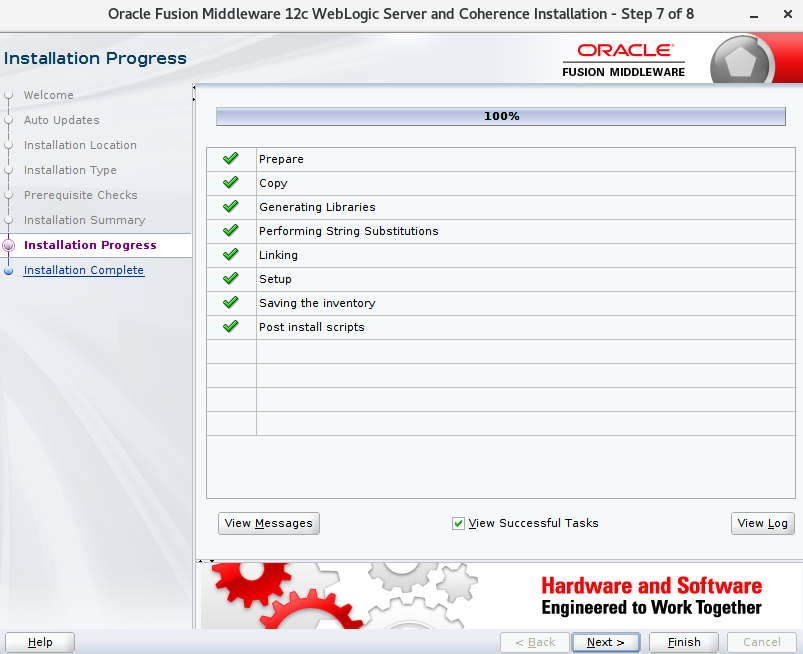 Oracle Fusion Middleware 12c WebLogic Server and Coherence Installation - Step 7 of 8
Installation Progress
ORACLE®
FUSION MIDDLEWARE
Welcome
Auto Updates
Installation Location
Installation Type
Prerequisite Checks
Installation Summary
Installation Progress
Installation Complete
100%
Prepare
Copy
Generating Libraries
Performing String Substitutions
Linking
Setup
Saving the inventory
Post install scripts
View Messages
View Successful Tasks
View Log
Hardware and Software
Engineered to Work Together
Help
< Back
Next >
Finish
Cancel